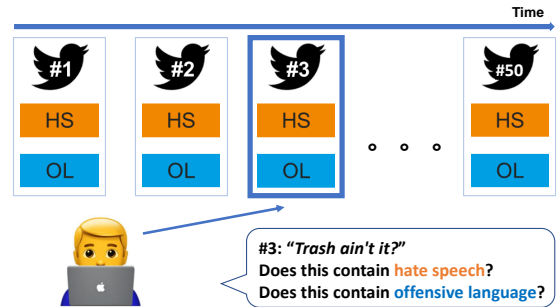 Time
#1 #2 #3 #50
HS HS HS HS
OL OL OL OL
#3: “Trash ain't it?”
Does this contain hate speech?
Does this contain offensive language?